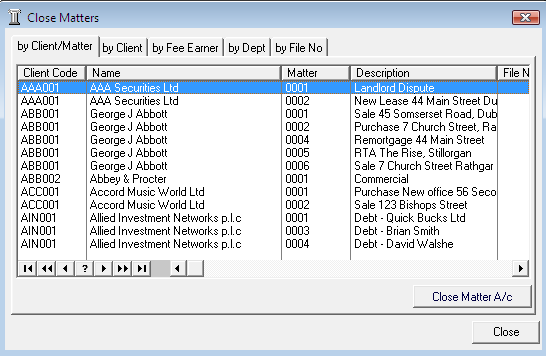 Close Matters
by Client/Matter by Client by Fee Earner by Dept by File No
Client Code Name Matter Description File N
AAA001 AAA Securities Ltd 0001 Landlord Dispute
AAA001 AAA Securities Ltd 0002 New Lease 44 Main Street Du
ABB001 George J Abbott 0001 Sale 45 Somserset Road, Dub
ABB001 George J Abbott 0002 Purchase 7 Church Street, Ra
ABB001 George J Abbott 0004 Remortgage 44 Main Street
ABB001 George J Abbott 0005 RTA The Rise, Stillorgan
ABB001 George J Abbott 0006 Sale 7 Church Street Rathgar
ABB002 Abbey & Procter 0001 Commercial
ACC001 Accord Music World Ltd 0001 Purchase New office 56 Seco
ACC001 Accord Music World Ltd 0002 Sale 123 Bishops Street
AIN001 Allied Investment Networks p.l.c 0001 Debt - Quick Bucks Ltd
AIN001 Allied Investment Networks p.l.c 0003 Debt - Brian Smith
AIN001 Allied Investment Networks p.l.c 0004 Debt - David Walshe
?
Close Matter A/c
Close